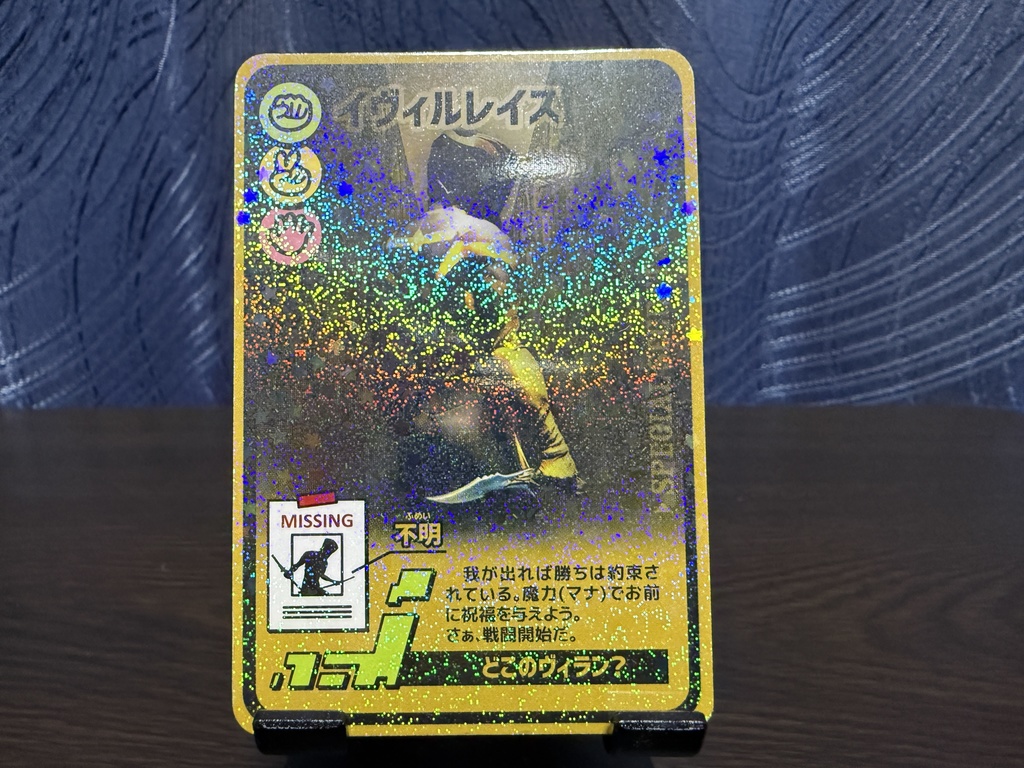 イヴィルレイズ
SPECIAL
MISSING
ふめい
不明
我が出れば勝ちは約束さ
れている。魔力(マナ)でお前
に祝福を与えよう。
さぁ、戦闘開始だ。
どこのヴィラン?